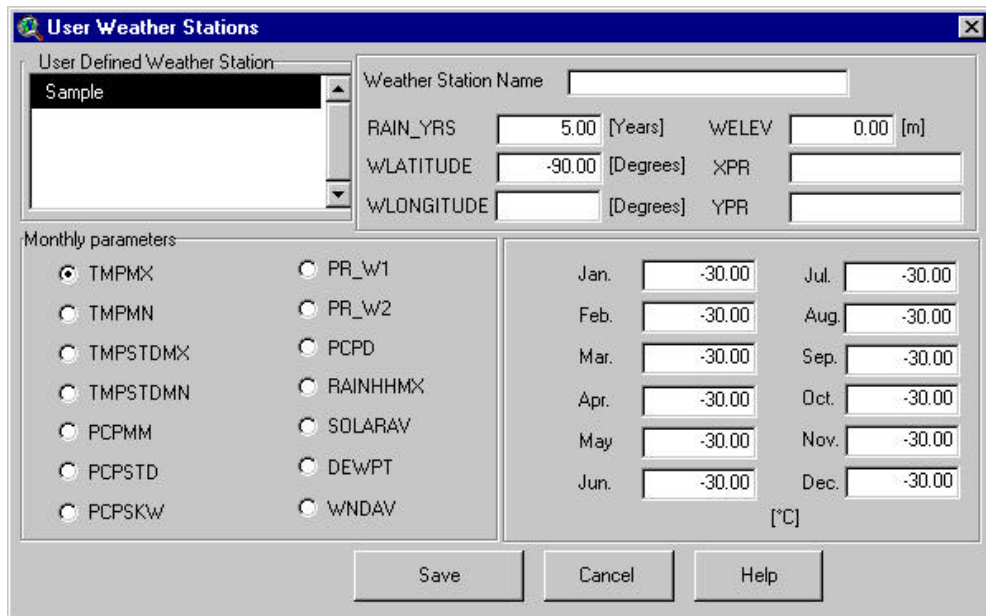 User Weather Stations
User Defined Weather Station
Sample
Weather Station Name
RAIN_YRS 5.00 [Years] WELEV 0.00 [m]
WLATITUDE -90.00 [Degrees] XPR
WLONGITUDE [Degrees] YPR
Monthly parameters
TMPMX PR_W1
TMPMN PR_W2
TMPSTDMX PCPD
TMPSTDMN RAINHHMX
PCPMM SOLARAV
PCPSTD DEWPT
PCPSKW WNDAV
Jan. -30.00 Jul. -30.00
Feb. -30.00 Aug. -30.00
Mar. -30.00 Sep. -30.00
Apr. -30.00 Oct. -30.00
May -30.00 Nov. -30.00
Jun. -30.00 Dec. -30.00
[°C]
Save Cancel Help